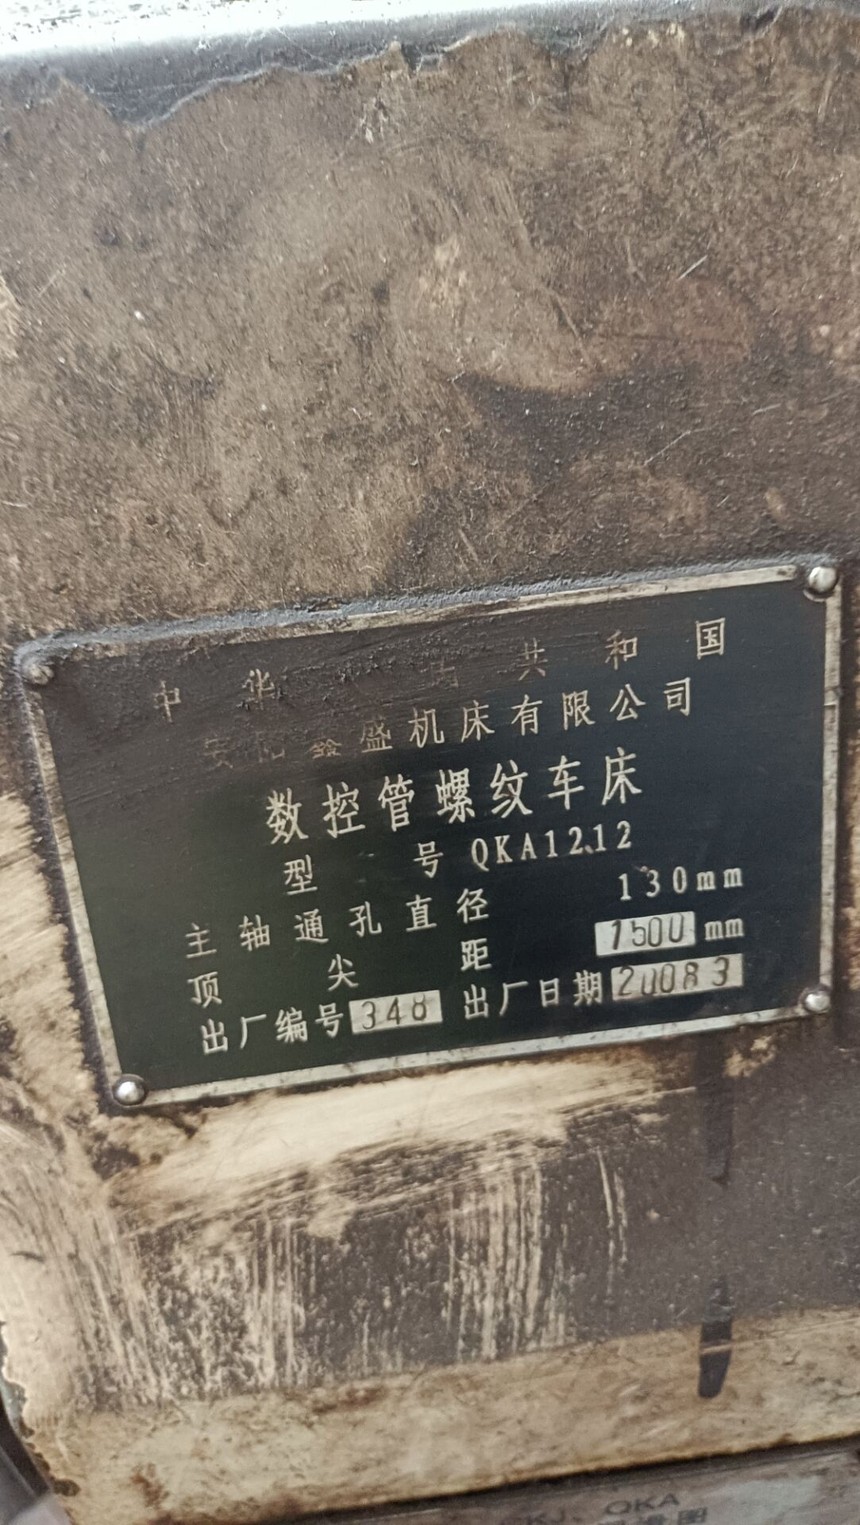 中华 共和国
安阳鑫盛机床有限公司
数控管螺纹车床
型 号 QKA1212
主轴通孔直径 130mm
顶尖距 1500 mm
出厂编号 348 出厂日期 20083
QKA